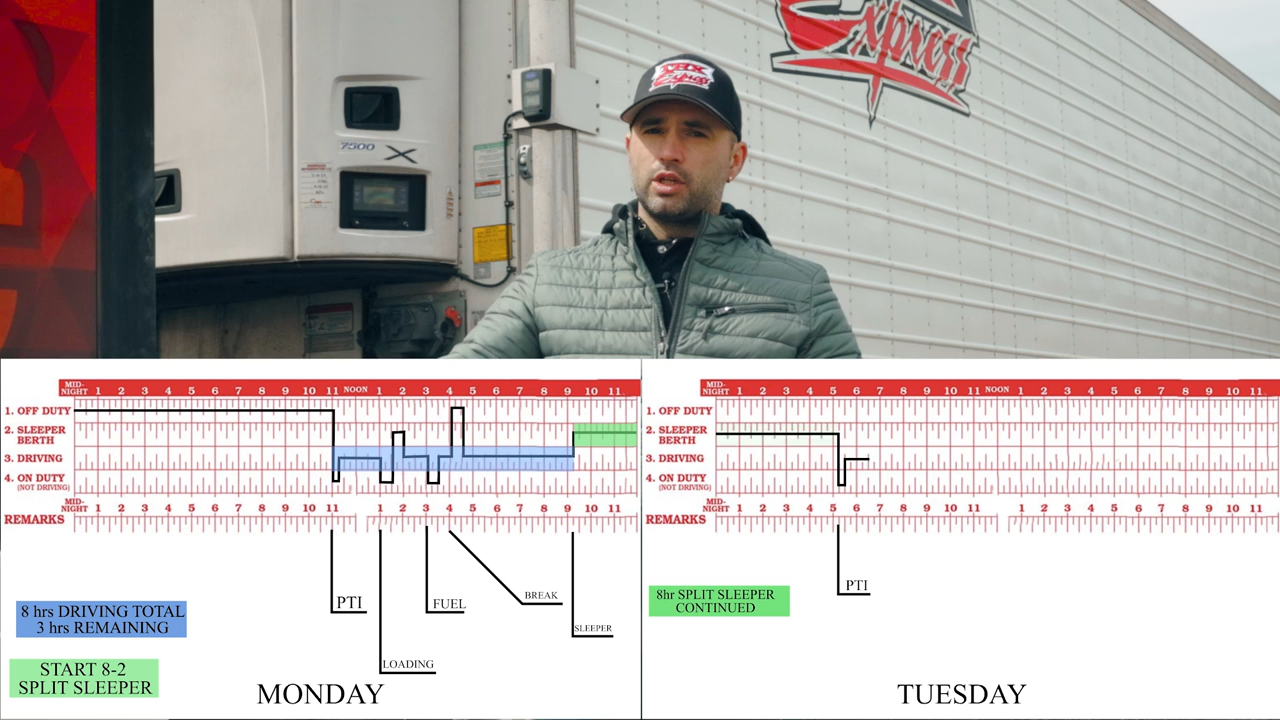 THX
Express
Express
7500 X
MID-NIGHT 1 2 3 4 5 6 7 8 9 10 11 NOON 1 2 3 4 5 6 7 8 9 10 11
1. OFF DUTY
2. SLEEPER
BERTH
3. DRIVING
4. ON DUTY
(NOT DRIVING)
MID-NIGHT 1 2 3 4 5 6 7 8 9 10 11 1 2 3 4 5 6 7 8 9 10 11
REMARKS
PTI
LOADING
FUEL
BREAK
SLEEPER
8 hrs DRIVING TOTAL
3 hrs REMAINING
START 8-2
SPLIT SLEEPER
MONDAY
MID-NIGHT 1 2 3 4 5 6 7 8 9 10 11 NOON 1 2 3 4 5 6 7 8 9 10 11
1. OFF DUTY
2. SLEEPER
BERTH
3. DRIVING
4. ON DUTY
(NOT DRIVING)
MID-NIGHT 1 2 3 4 5 6 7 8 9 10 11 1 2 3 4 5 6 7 8 9 10 11
REMARKS
PTI
8hr SPLIT SLEEPER
CONTINUED
TUESDAY